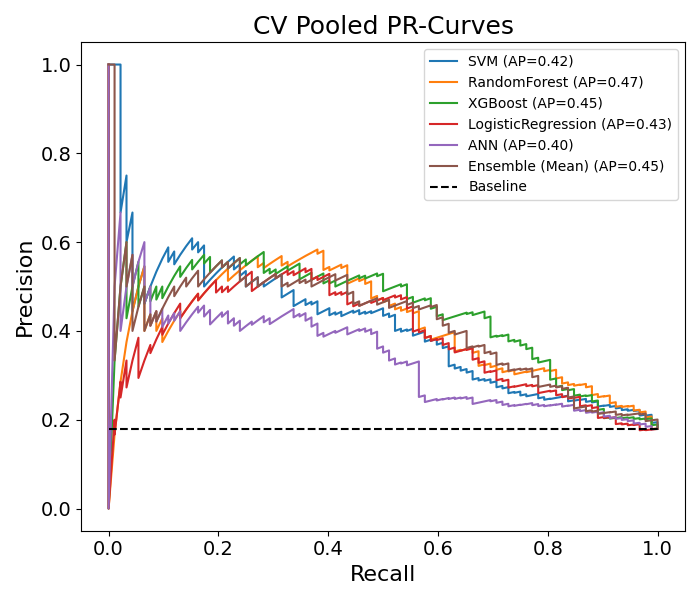 CV Pooled PR-Curves
SVM (AP=0.42)
RandomForest (AP=0.47)
XGBoost (AP=0.45)
LogisticRegression (AP=0.43)
ANN (AP=0.40)
Ensemble (Mean) (AP=0.45)
Baseline
Precision
1.0
0.8
0.6
0.4
0.2
0.0
0.0 0.2 0.4 0.6 0.8 1.0
Recall